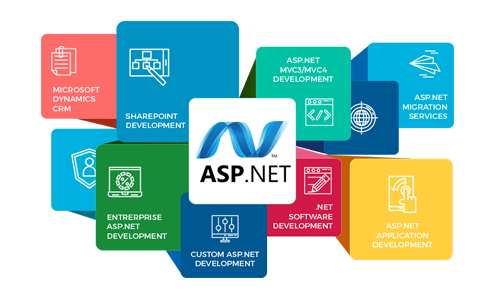 MICROSOFT
DYNAMICS
CRM
SHAREPOINT
DEVELOPMENT
ASP.NET
MVC3/MVC4
DEVELOPMENT
ASP.NET
MIGRATION
SERVICES
TM
ASP.NET
ENTRERPRISE
ASP.NET
DEVELOPMENT
CUSTOM ASP.NET
DEVELOPMENT
.NET
SOFTWARE
DEVELOPMENT
ASP.NET
APPLICATION
DEVELOPMENT